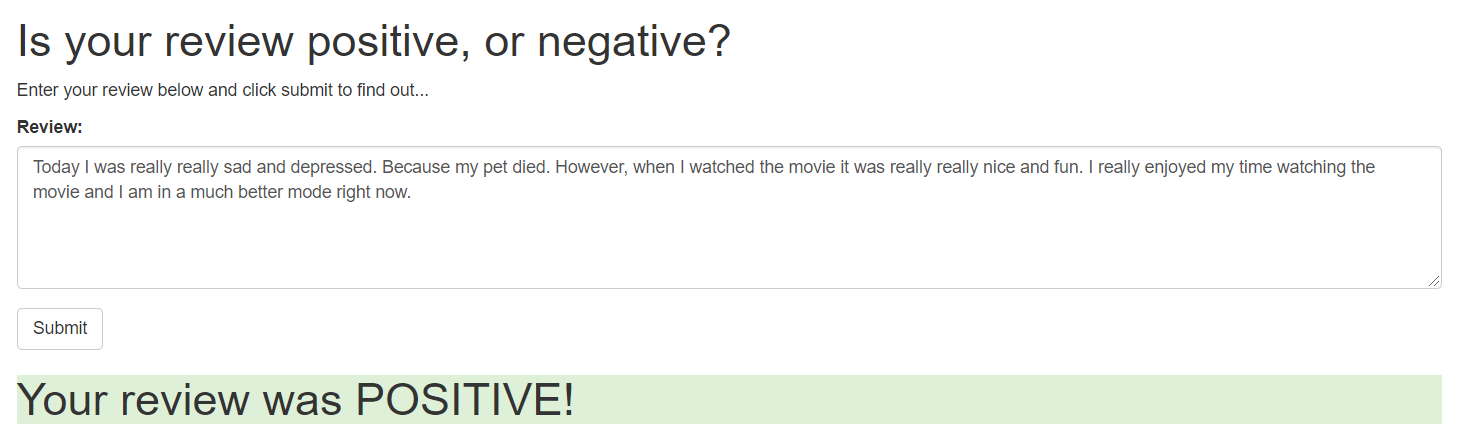 Is your review positive, or negative?
Enter your review below and click submit to find out...
Review:
Today I was really really sad and depressed. Because my pet died. However, when I watched the movie it was really really nice and fun. I really enjoyed my time watching the
movie and I am in a much better mode right now.
Submit
Your review was POSITIVE!